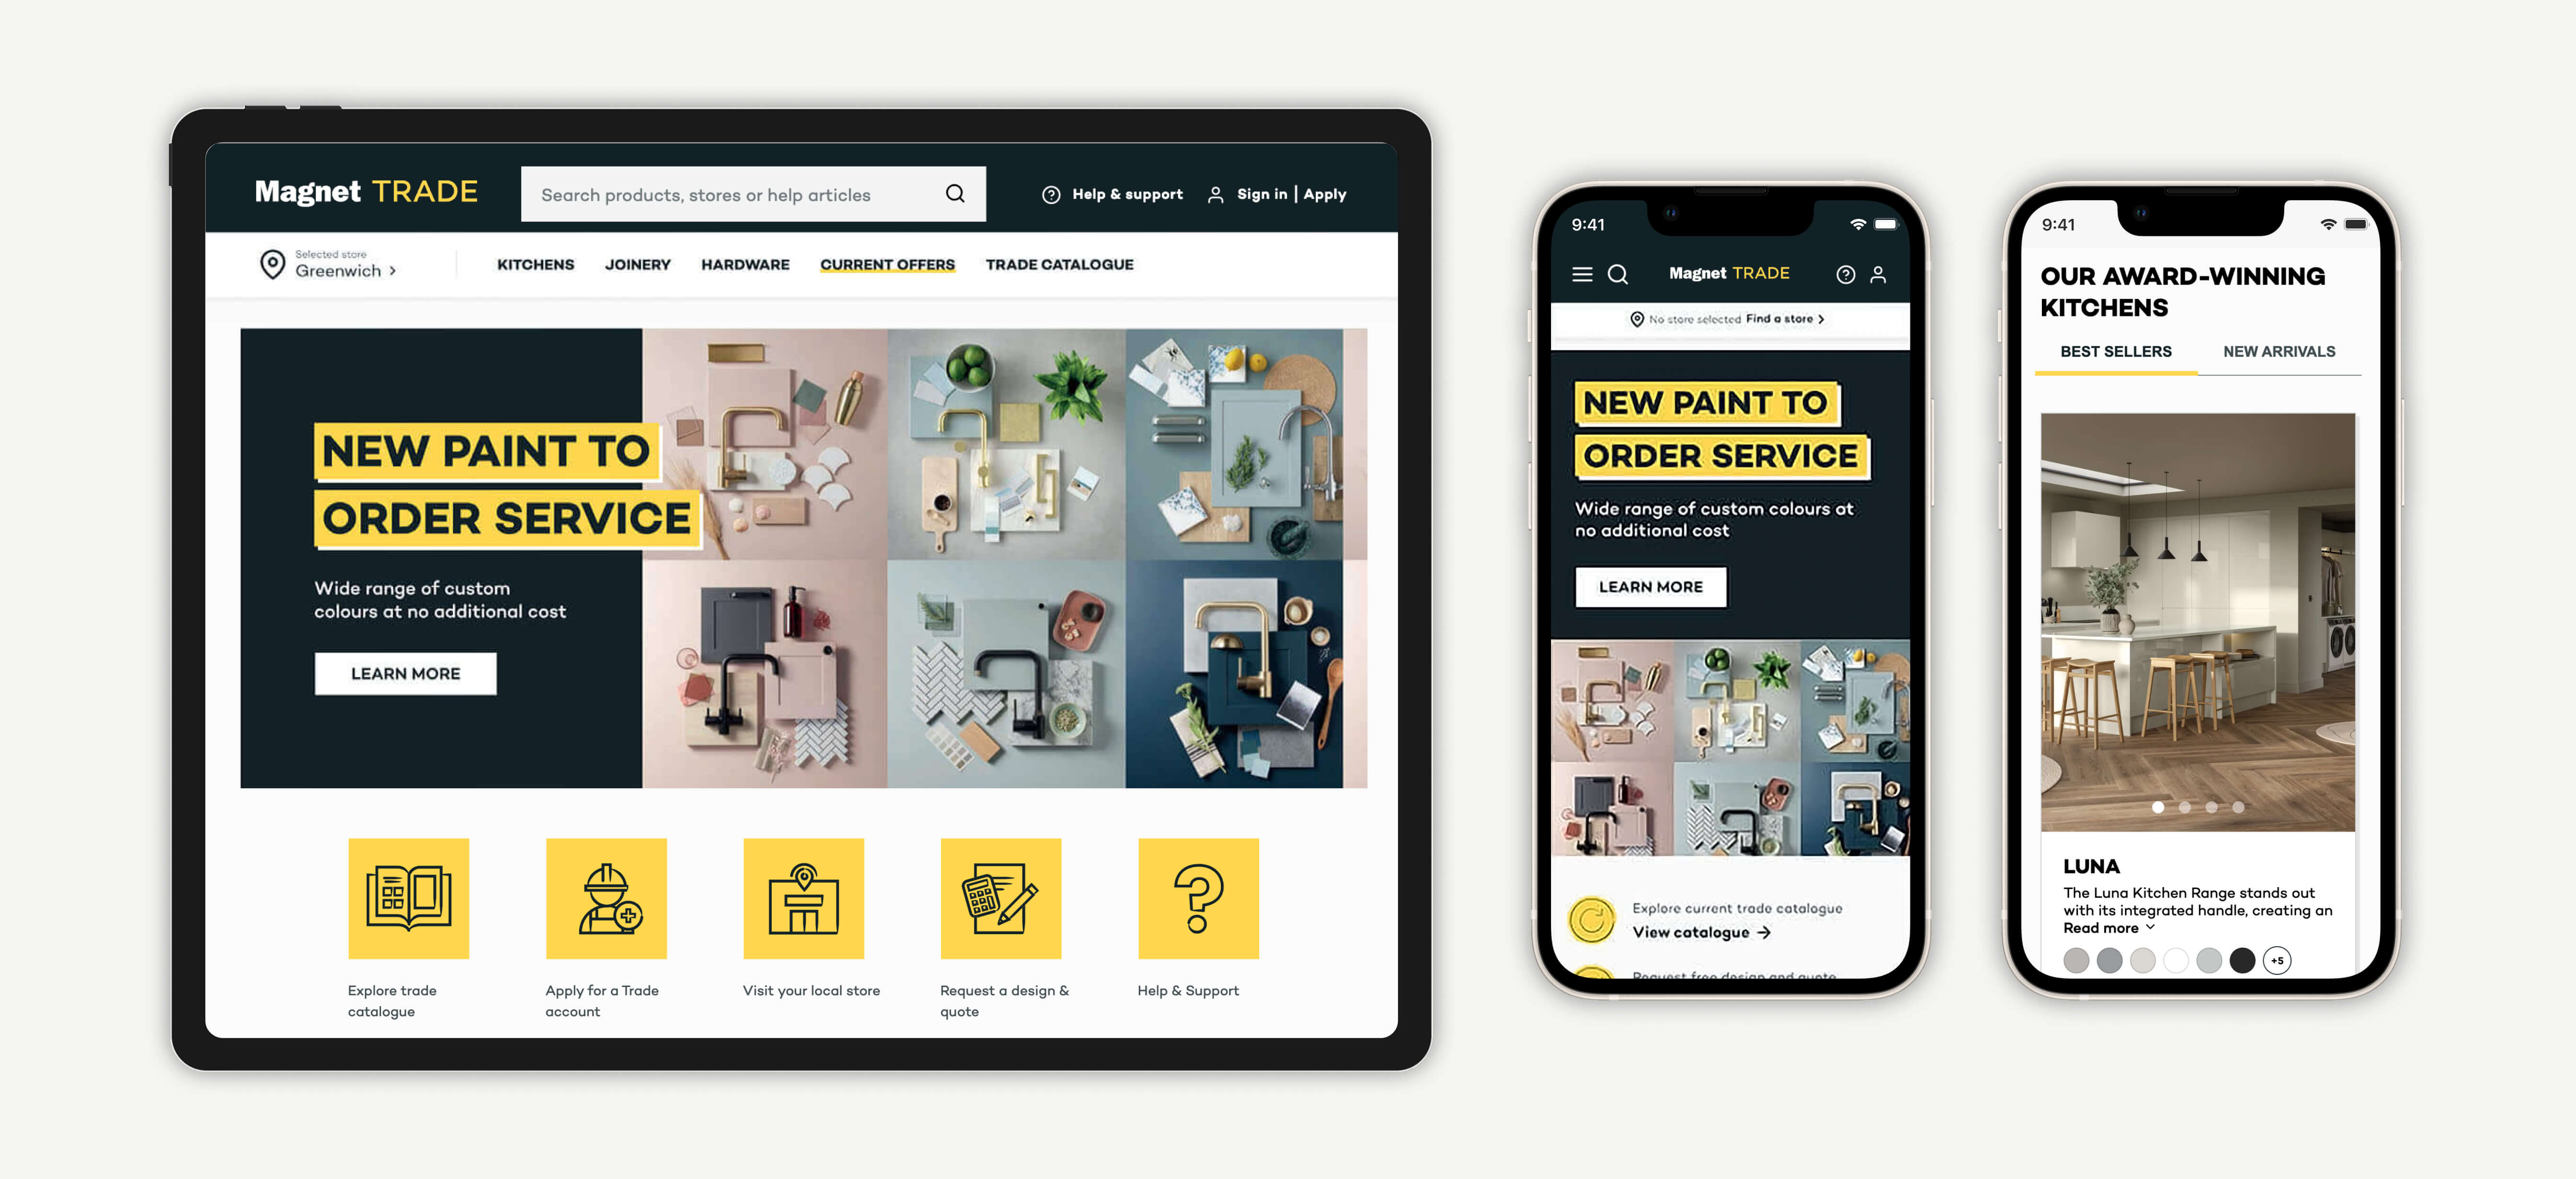 Magnet TRADE
Search products, stores or help articles
Help & support
Sign in | Apply
Selected store
Greenwich
KITCHENS
JOINERY
HARDWARE
CURRENT OFFERS
TRADE CATALOGUE
NEW PAINT TO
ORDER SERVICE
Wide range of custom
colours at no additional cost
LEARN MORE
Explore trade
catalogue
Apply for a Trade
account
Visit your local store
Request a design &
quote
Help & Support
9:41
Magnet TRADE
No store selected Find a store
NEW PAINT TO
ORDER SERVICE
Wide range of custom colours at
no additional cost
LEARN MORE
Explore current trade catalogue
View catalogue
Request free design and quote
9:41
OUR AWARD-WINNING
KITCHENS
BEST SELLERS
NEW ARRIVALS
LUNA
The Luna Kitchen Range stands out
with its integrated handle, creating an
Read more
+5